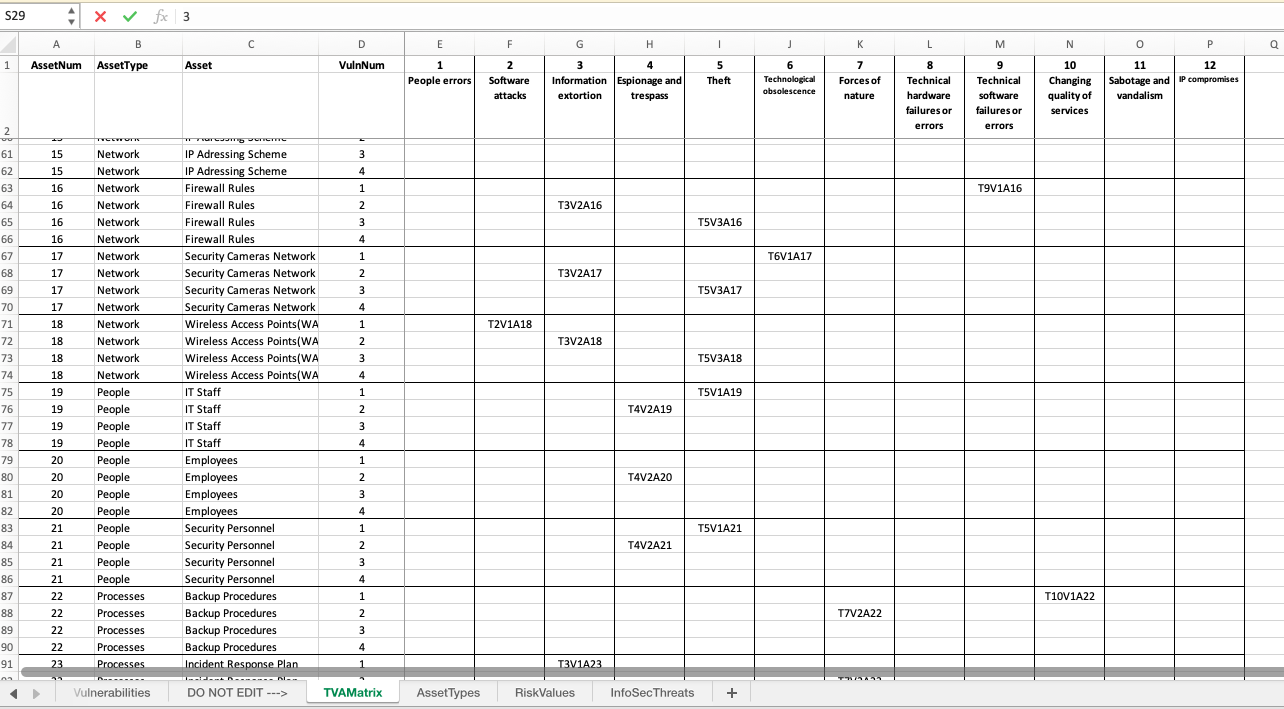 S29 fx 3
A B C D E F G H I J K L M N O P Q
1 AssetNum AssetType Asset VulnNum 1 2 3 4 5 6 7 8 9 10 11 12
People errors Software Information Espionage and Theft Technological Forces of Technical Technical Changing Sabotage and IP compromises
attacks extortion trespass obsolescence nature hardware software quality of vandalism
failures or failures or services
2 errors errors
61 15 Network IP Adressing Scheme 3
62 15 Network IP Adressing Scheme 4
63 16 Network Firewall Rules 1 T9V1A16
64 16 Network Firewall Rules 2 T3V2A16
65 16 Network Firewall Rules 3 T5V3A16
66 16 Network Firewall Rules 4
67 17 Network Security Cameras Network 1 T6V1A17
68 17 Network Security Cameras Network 2 T3V2A17
69 17 Network Security Cameras Network 3 T5V3A17
70 17 Network Security Cameras Network 4
71 18 Network Wireless Access Points(WA 1 T2V1A18
72 18 Network Wireless Access Points(WA 2 T3V2A18
73 18 Network Wireless Access Points(WA 3 T5V3A18
74 18 Network Wireless Access Points(WA 4
75 19 People IT Staff 1 T5V1A19
76 19 People IT Staff 2 T4V2A19
77 19 People IT Staff 3
78 19 People IT Staff 4
79 20 People Employees 1
80 20 People Employees 2 T4V2A20
81 20 People Employees 3
82 20 People Employees 4
83 21 People Security Personnel 1 T5V1A21
84 21 People Security Personnel 2 T4V2A21
85 21 People Security Personnel 3
86 21 People Security Personnel 4
87 22 Processes Backup Procedures 1 T10V1A22
88 22 Processes Backup Procedures 2 T7V2A22
89 22 Processes Backup Procedures 3
90 22 Processes Backup Procedures 4
91 23 Processes Incident Response Plan 1 T3V1A23
Vulnerabilities DO NOT EDIT ---> TVAMatrix AssetTypes RiskValues InfoSecThreats +